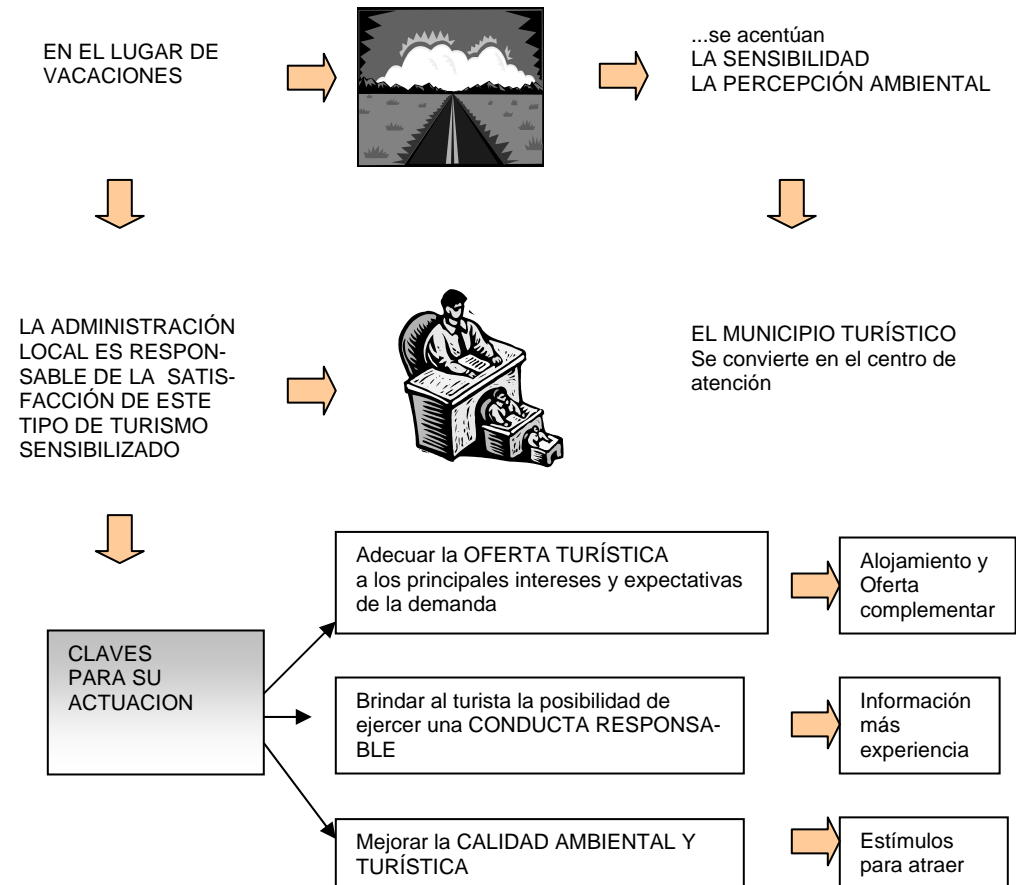 EN EL LUGAR DE
VACACIONES
...se acentúan
LA SENSIBILIDAD
LA PERCEPCIÓN AMBIENTAL
LA ADMINISTRACIÓN
LOCAL ES RESPON-
SABLE DE LA  SATIS-
FACCIÓN DE ESTE
TIPO DE TURISMO
SENSIBILIZADO
EL MUNICIPIO TURÍSTICO
Se convierte en el centro de
atención
CLAVES
PARA SU
ACTUACION
Adecuar la OFERTA TURÍSTICA
a los principales intereses y expectativas
de la demanda
Alojamiento y
Oferta
complementar
Brindar al turista la posibilidad de
ejercer una CONDUCTA RESPONSA-
BLE
Información
más
experiencia
Mejorar la CALIDAD AMBIENTAL Y
TURÍSTICA
Estímulos
para atraer